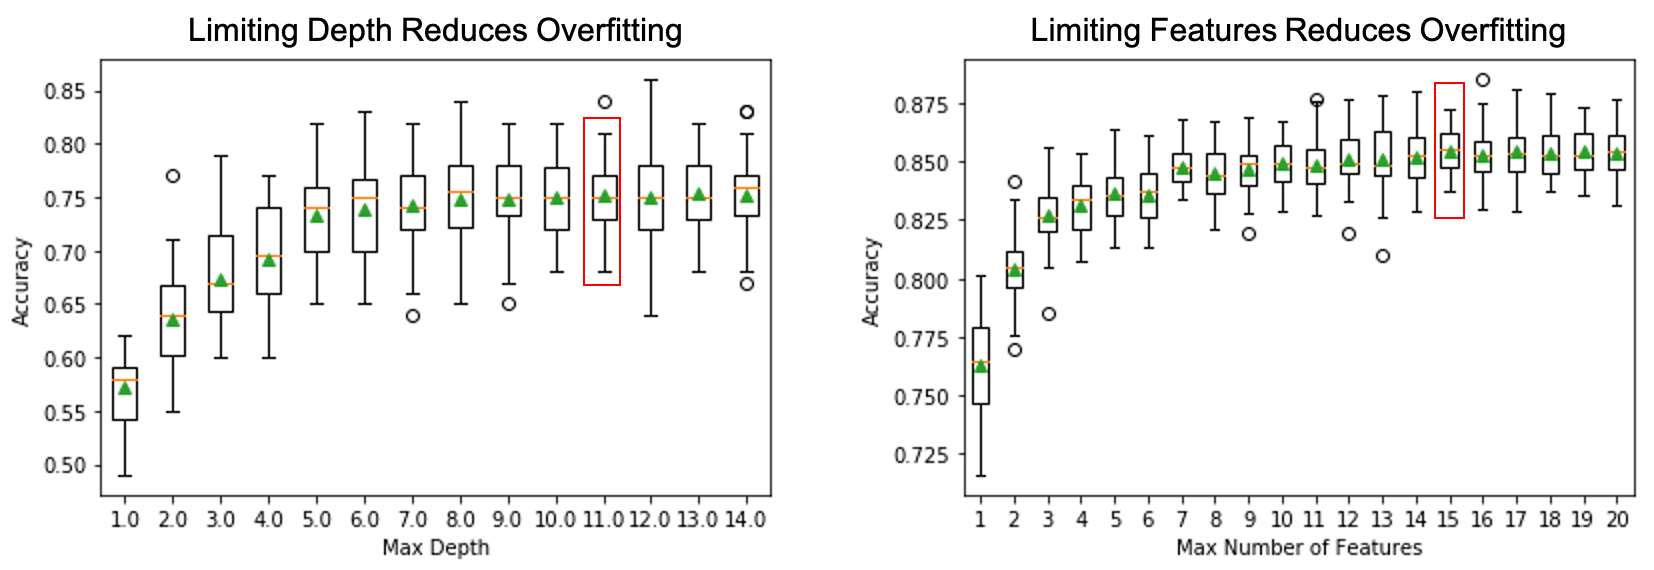 Limiting Depth Reduces Overfitting
0.85
0.80
0.75
0.70
0.65
0.60
0.55
0.50
Accuracy
1.0 2.0 3.0 4.0 5.0 6.0 7.0 8.0 9.0 10.0 11.0 12.0 13.0 14.0
Max Depth
Limiting Features Reduces Overfitting
0.875
0.850
0.825
0.800
0.775
0.750
0.725
Accuracy
1 2 3 4 5 6 7 8 9 10 11 12 13 14 15 16 17 18 19 20
Max Number of Features